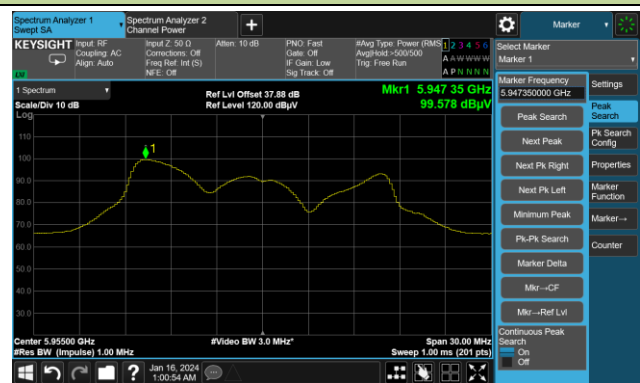 Spectrum Analyzer 1
Swept SA
Spectrum Analyzer 2
Channel Power
Marker
KEYSIGHT
Input: RF
Coupling: AC
Align: Auto
Input Z: 50 Ω
Corrections: Off
Freq Ref: Int (S)
NFE: Off
Atten: 10 dB
PNO: Fast
Gate: Off
IF Gain: Low
Sig Track: Off
#Avg Type: Power (RMS
Avg|Hold:>500/500
Trig: Free Run
1 2 3 4 5 6
A A W W W W
A P N N N N
LXI
Select Marker
Marker 1
1 Spectrum
Scale/Div 10 dB
Log
Ref Lvl Offset 37.88 dB
Ref Level 120.00 dBµV
Mkr1 5.947 35 GHz
99.578 dBµV
110
100
90.0
80.0
70.0
60.0
50.0
40.0
30.0
1
Center 5.95500 GHz
#Res BW (Impulse) 1.00 MHz
#Video BW 3.0 MHz*
Span 30.00 MHz
Sweep 1.00 ms (201 pts)
Marker Frequency
5.947350000 GHz
Peak Search
Next Peak
Next Pk Right
Next Pk Left
Minimum Peak
Pk-Pk Search
Marker Delta
Mkr→CF
Mkr→Ref Lvl
Continuous Peak
Search
On
Off
Settings
Peak
Search
Pk Search
Config
Properties
Marker
Function
Marker→
Counter
?
Jan 16, 2024
1:00:54 AM